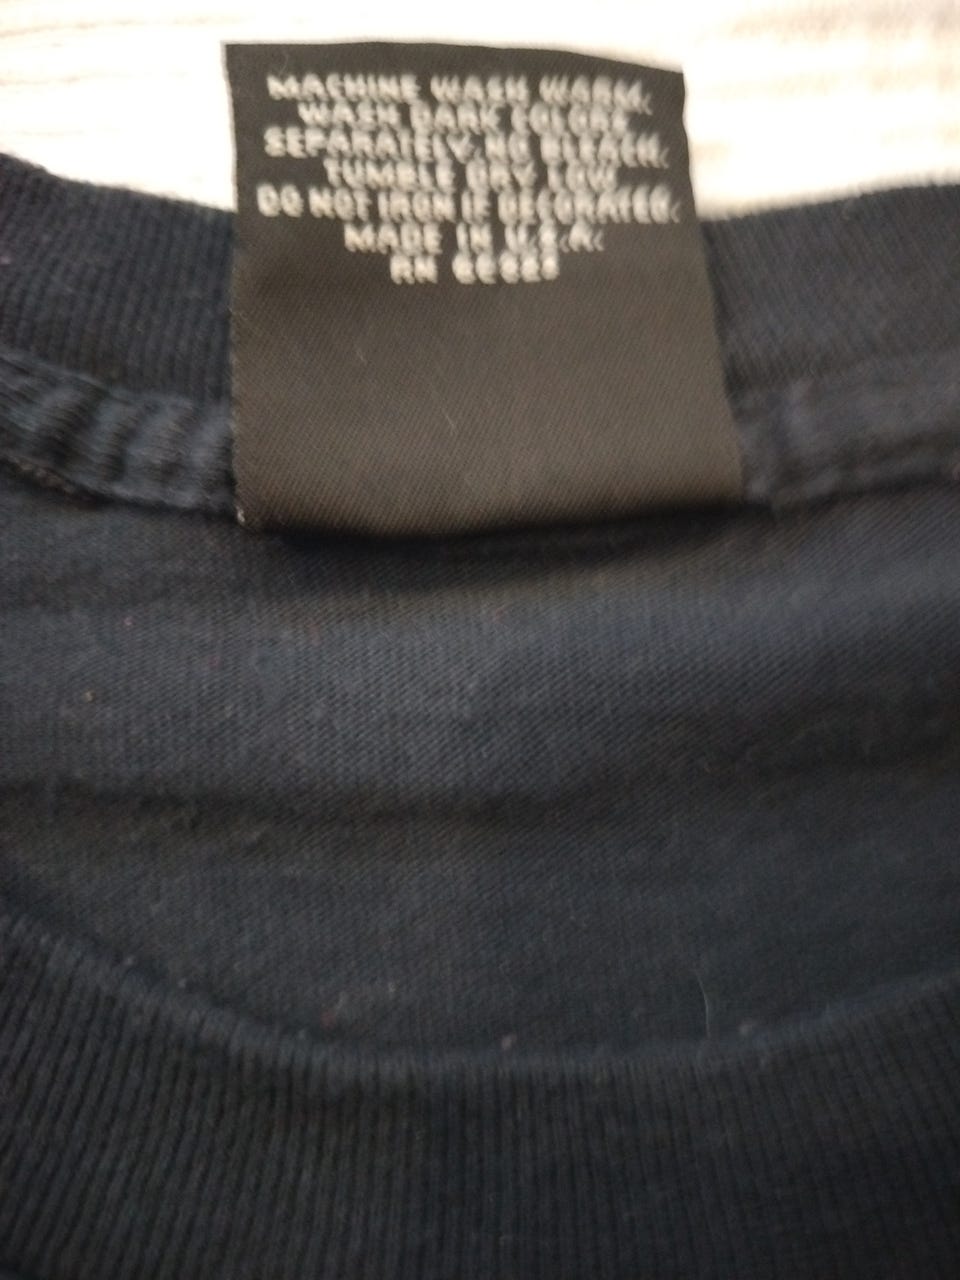 MACHINE WASH WARM,
WASH DARK COLORS
SEPARATELY, NO BLEACH,
TUMBLE DRY LOW,
DO NOT IRON IF DECORATED.
MADE IN U.S.A.
RN